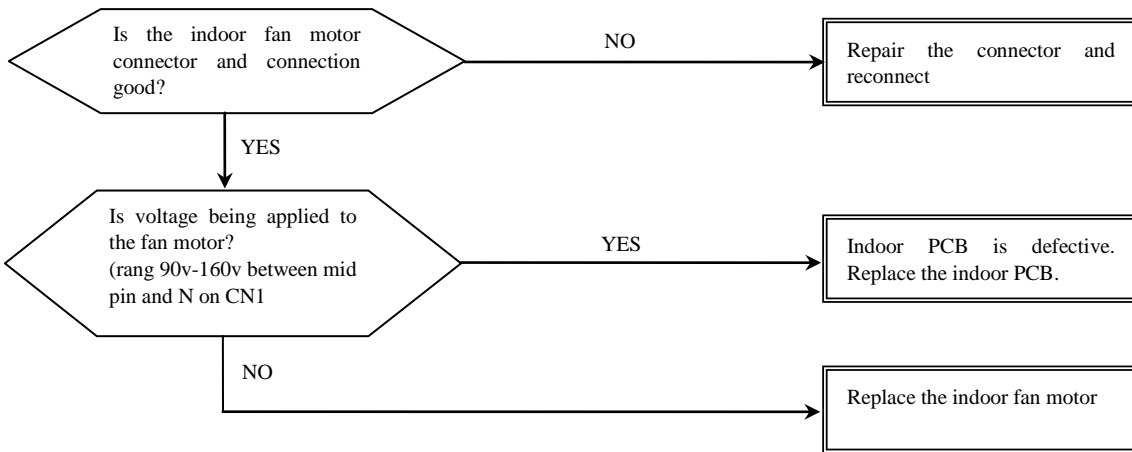 Is the indoor fan motor
connector and connection
good?
NO
Repair the connector and
reconnect
YES
Is voltage being applied to
the fan motor?
(rang 90v-160v between mid
pin and N on CN1
YES
Indoor PCB is defective.
Replace the indoor PCB.
NO
Replace the indoor fan motor